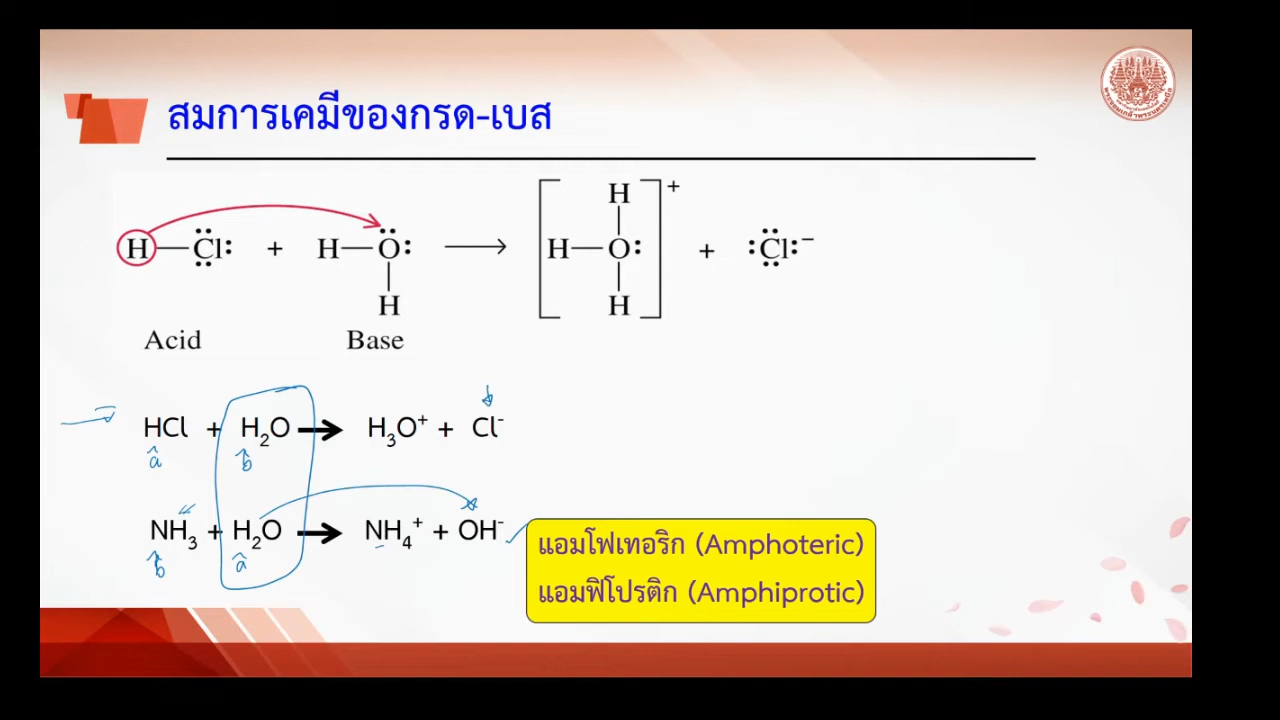 สมการเคมีของกรด-เบส
H
H—Cl: + H—O: ⟶ [H—O:]⁺ + :Cl:⁻
H H
Acid Base
HCl + H₂O → H₃O⁺ + Cl⁻
a b
NH₃ + H₂O → NH₄⁺ + OH⁻
b a
แอมโฟเทอริก (Amphoteric)
แอมฟิโปรติก (Amphiprotic)